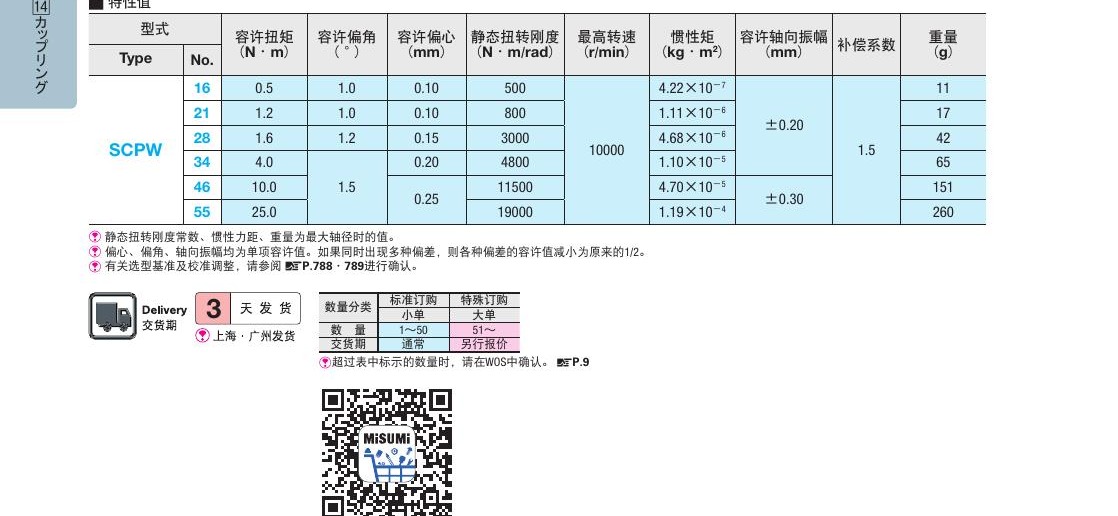 14 カップリング
■ 特性值
型式 容许扭矩 (N・m) 容许偏角 (°) 容许偏心 (mm) 静态扭转刚度 (N・m/rad) 最高转速 (r/min) 惯性矩 (kg・m²) 容许轴向振幅 (mm) 补偿系数 重量 (g)
Type No.
SCPW
16 0.5 1.0 0.10 500 10000 4.22×10⁻⁷ ±0.20 1.5 11
21 1.2 1.0 0.10 800 1.11×10⁻⁶ 17
28 1.6 1.2 0.15 3000 4.68×10⁻⁶ 42
34 4.0 1.5 0.20 4800 1.10×10⁻⁵ 65
46 10.0 0.25 11500 4.70×10⁻⁵ ±0.30 151
55 25.0 19000 1.19×10⁻⁴ 260
静态扭转刚度常数、惯性力距、重量为最大轴径时的值。
偏心、偏角、轴向振幅均为单项容许值。如果同时出现多种偏差，则各种偏差的容许值减小为原来的1/2。
有关选型基准及校准调整，请参阅 P.788・789进行确认。
Delivery
交货期
3 天发货
上海・广州发货
数量分类 标准订购 特殊订购
小单 大单
数 量 1～50 51～
交货期 通常 另行报价
超过表中标示的数量时，请在WOS中确认。 P.9
MiSUMi